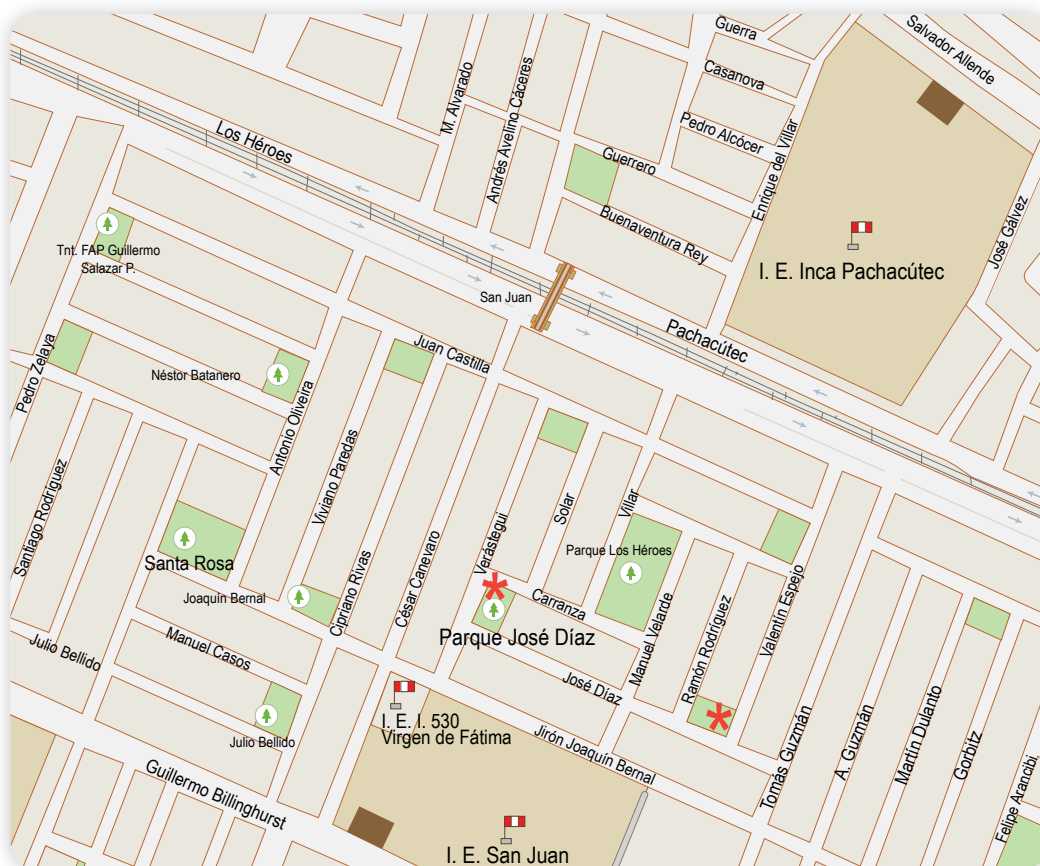 Guerra
Salvador Allende
Casanova
M. Alvarado
Andrés Avelino Cáceres
Pedro Alcócer
Los Héroes
Guerrero
Enrique del Villar
Buenaventura Rey
José Gálvez
Tnt. FAP Guillermo
Salazar P.
I. E. Inca Pachacútec
San Juan
Pachacútec
Juan Castilla
Pedro Zelaya
Néstor Batanero
Antonio Oliveira
Viviano Paredas
Santiago Rodríguez
Verástegui
Solar
Villar
Parque Los Héroes
Santa Rosa
Joaquín Bernal
Cipriano Rivas
César Canevaro
Carranza
Manuel Velarde
Ramón Rodríguez
Valentín Espejo
Parque José Díaz
Julio Bellido
Manuel Casos
José Díaz
I. E. I. 530
Virgen de Fátima
Julio Bellido
Jirón Joaquín Bernal
Tomás Guzmán
A. Guzmán
Martín Dulanto
Gorbitz
Felipe Arancibi
Guillermo Billinghurst
I. E. San Juan